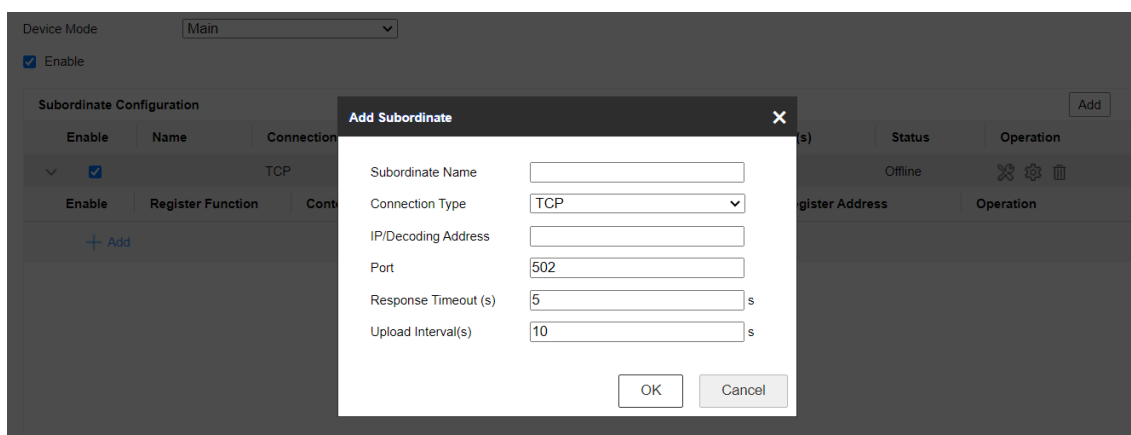 Device Mode Main
Enable
Subordinate Configuration Add
Add Subordinate
Enable Name Connection (s) Status Operation
Subordinate Name
TCP Offline
Connection Type TCP
Enable Register Function Conte gister Address Operation
IP/Decoding Address
+ Add
Port 502
Response Timeout (s) 5 s
Upload Interval(s) 10 s
OK Cancel